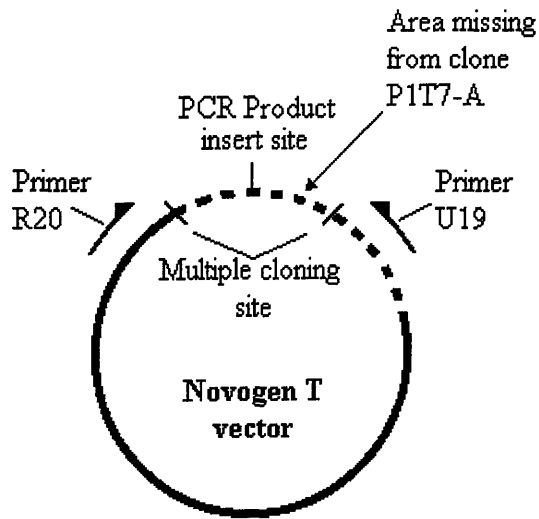 Area missing
from clone
P1T7-A
PCR Product
insert site
Primer
R20
Primer
U19
Multiple cloning
site
Novogen T
vector